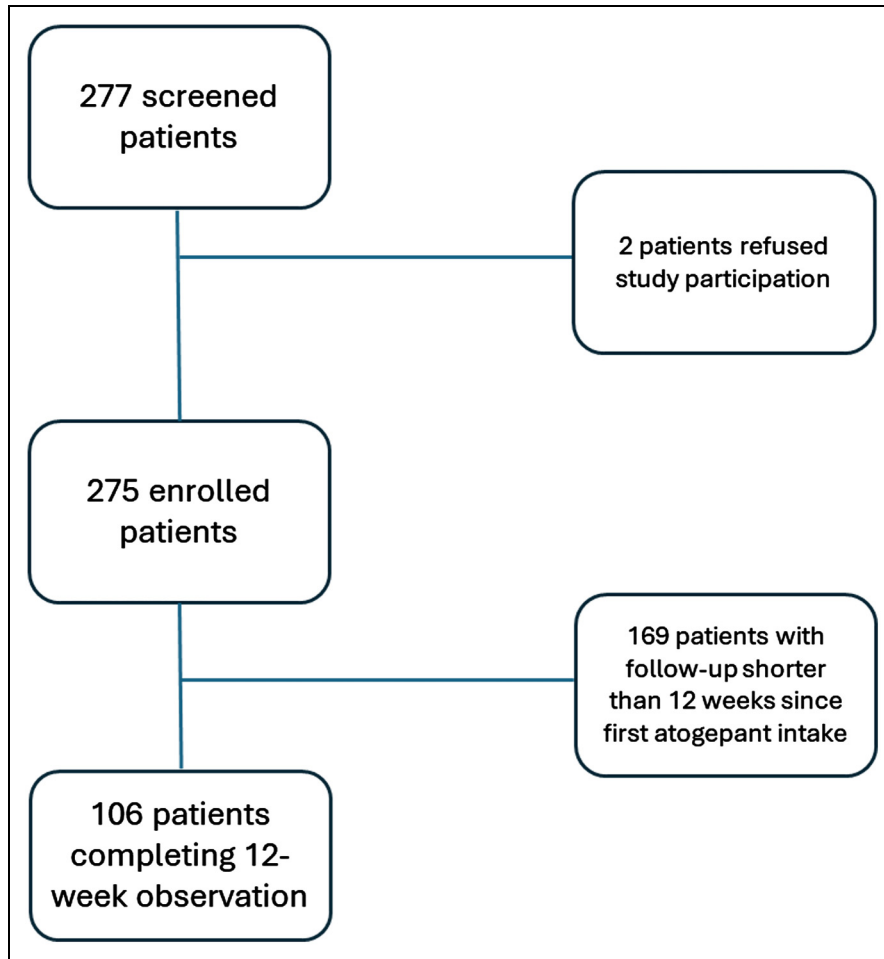 277 screened
patients
2 patients refused
study participation
275 enrolled
patients
169 patients with
follow-up shorter
than 12 weeks since
first atogepant intake
106 patients
completing 12-
week observation